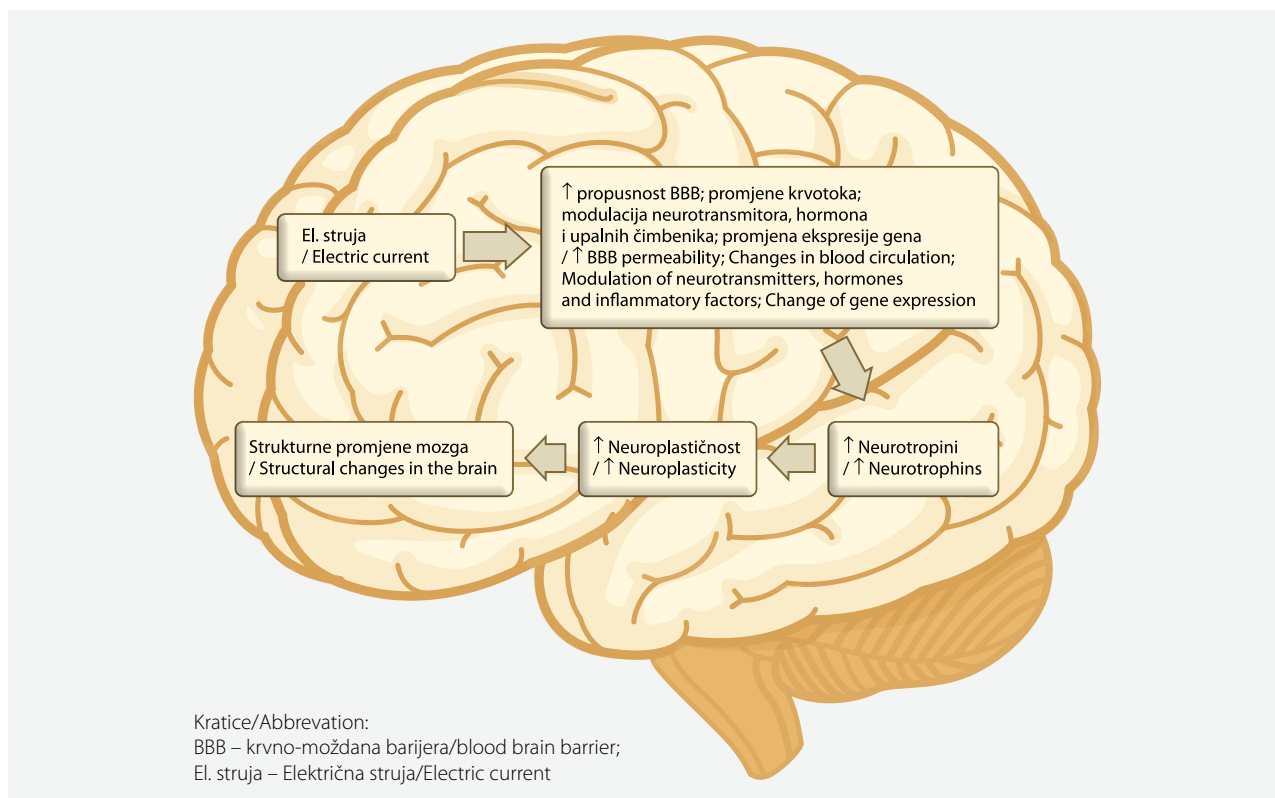 El. struja
/ Electric current
↑ propusnost BBB; promjene krvotoka;
modulacija neurotransmitora, hormona
i upalnih čimbenika; promjena ekspresije gena
/ ↑ BBB permeability; Changes in blood circulation;
Modulation of neurotransmitters, hormones
and inflammatory factors; Change of gene expression
↑ Neurotropini
/ ↑ Neurotrophins
↑ Neuroplastičnost
/ ↑ Neuroplasticity
Strukturne promjene mozga
/ Structural changes in the brain
Kratice/Abbrevation:
BBB – krvno-moždana barijera/blood brain barrier;
El. struja – Električna struja/Electric current